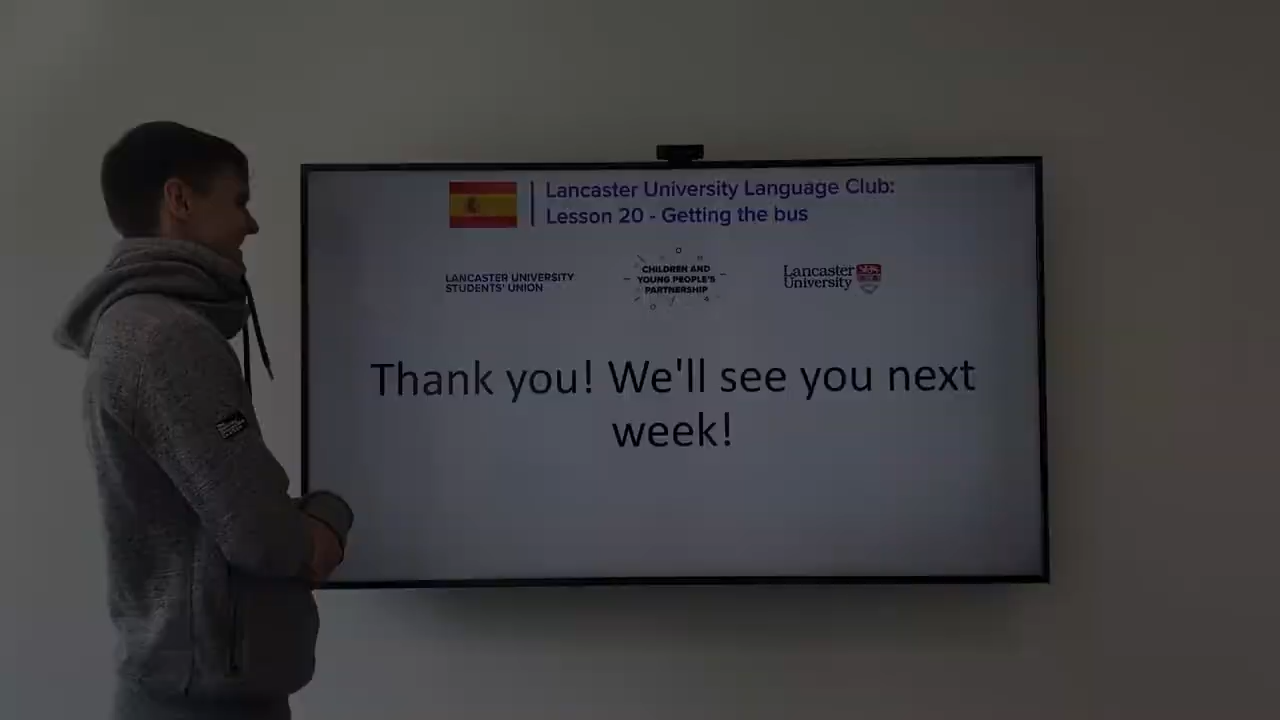 Lancaster University Language Club:
Lesson 20 - Getting the bus
LANCASTER UNIVERSITY
STUDENTS' UNION
CHILDREN AND
YOUNG PEOPLE'S
PARTNERSHIP
Lancaster
University
Thank you! We'll see you next
week!